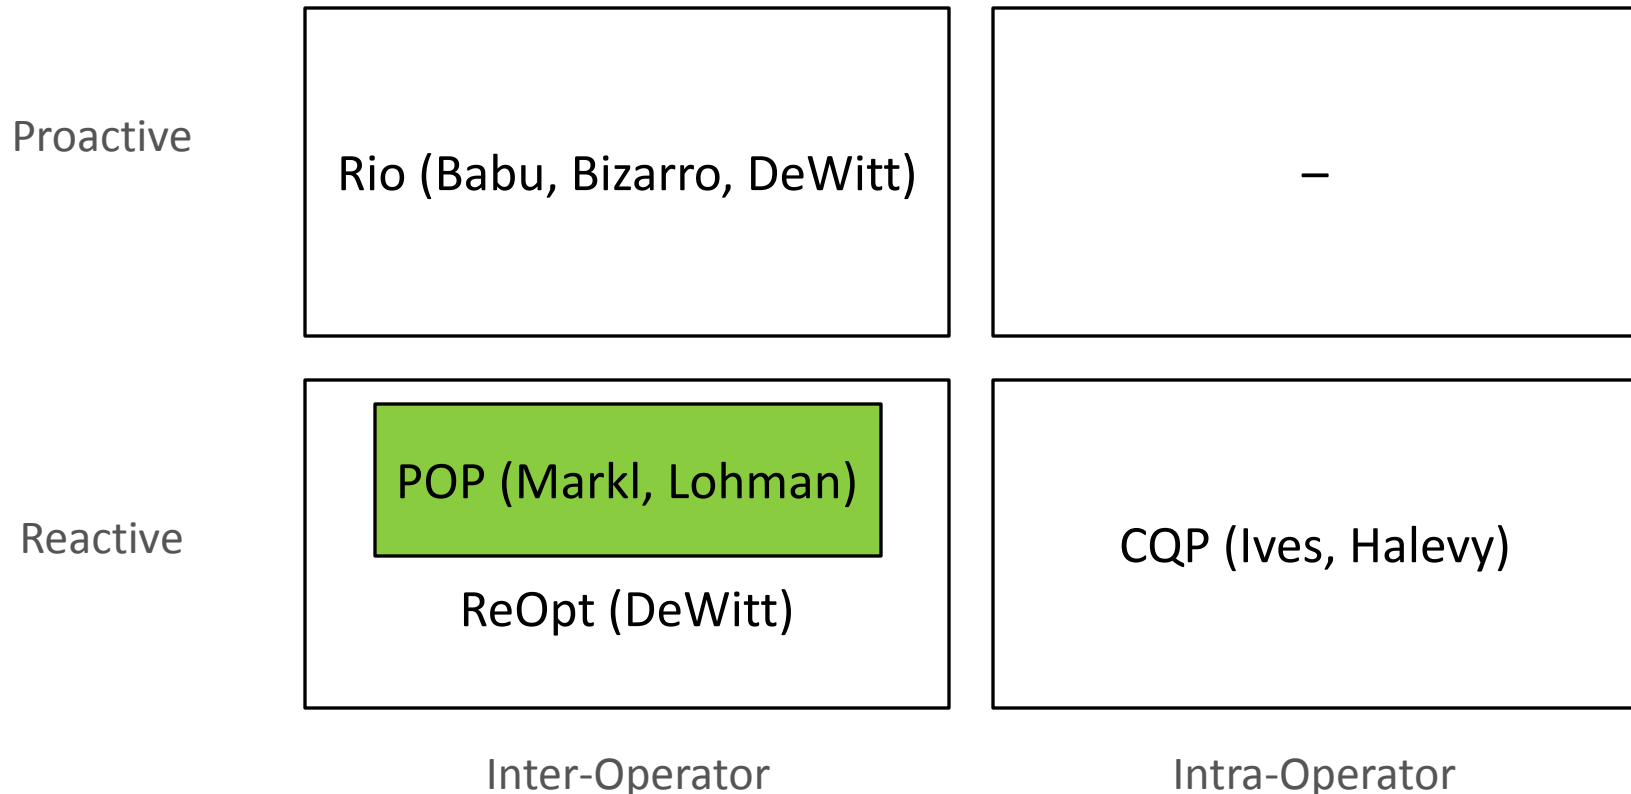 Proactive
Rio (Babu, Bizarro, DeWitt)
–
Reactive
POP (Markl, Lohman)
ReOpt (DeWitt)
CQP (Ives, Halevy)
Inter-Operator
Intra-Operator